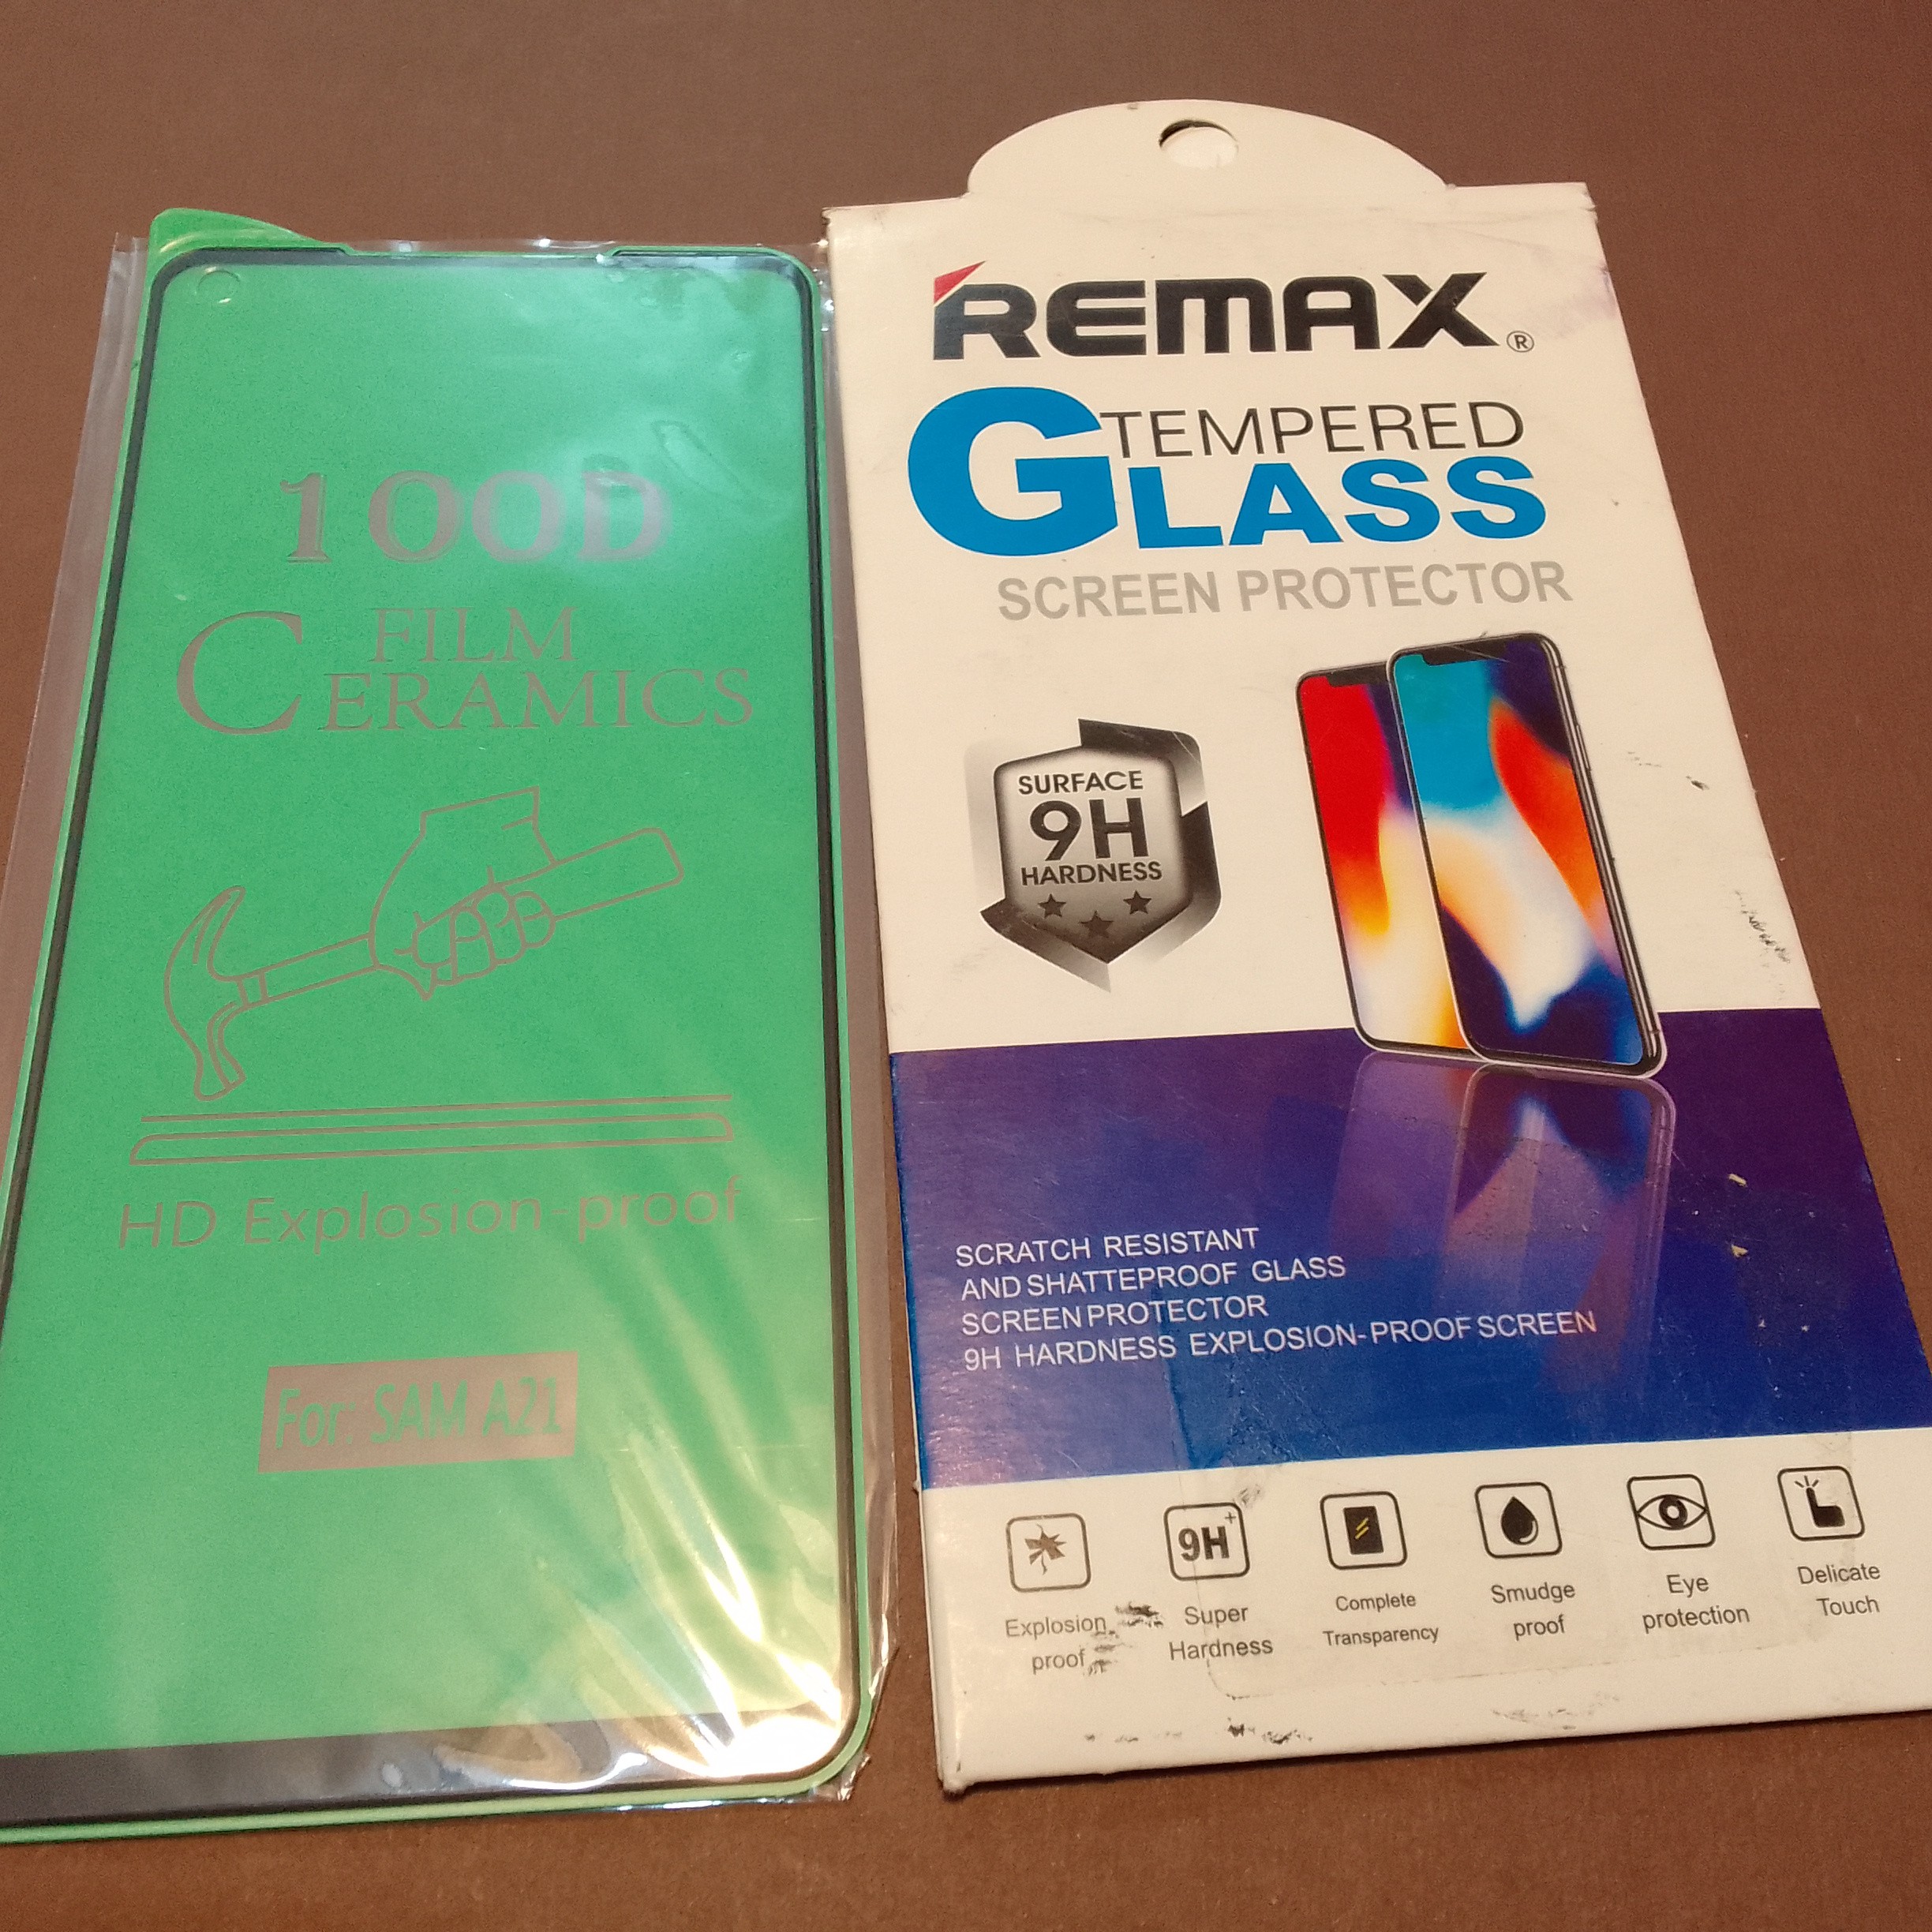 100D
FILM
CERAMICS
HD Explosion-proof
For: SAM A21
REMAX®
TEMPERED
GLASS
SCREEN PROTECTOR
SURFACE
9H
HARDNESS
SCRATCH RESISTANT
AND SHATTEPROOF GLASS
SCREEN PROTECTOR
9H HARDNESS EXPLOSION-PROOF SCREEN
9H+
Explosion
proof
Super
Hardness
Complete
Transparency
Smudge
proof
Eye
protection
Delicate
Touch